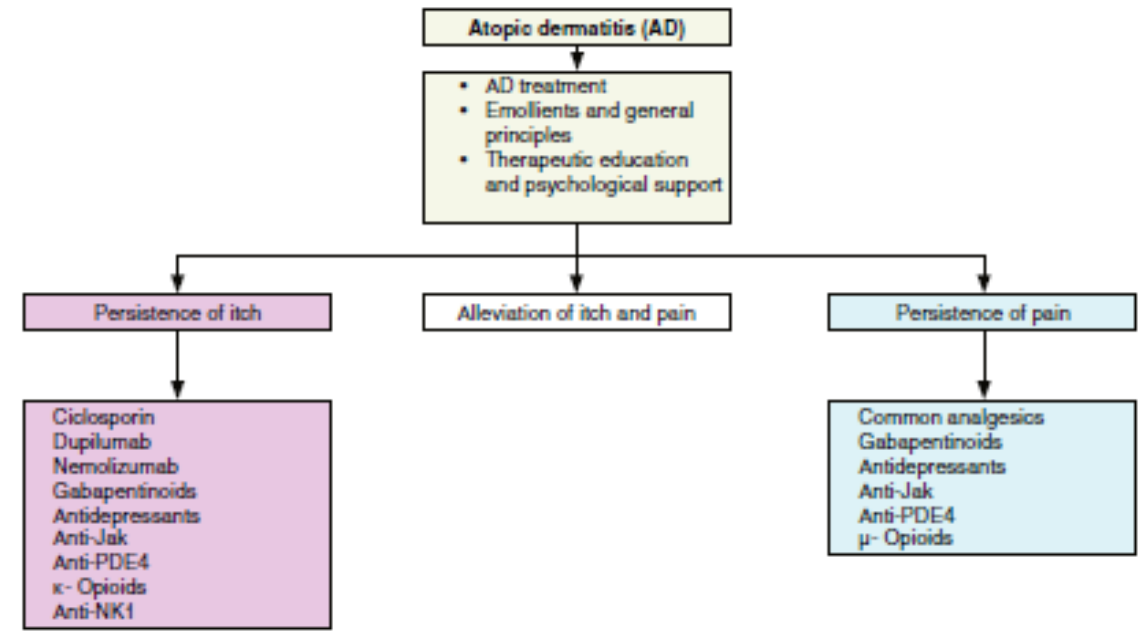 Atopic dermatitis (AD)
• AD treatment
• Emollients and general
principles
• Therapeutic education
and psychological support
Persistence of itch
Alleviation of itch and pain
Persistence of pain
Ciclosporin
Dupilumab
Nemolizumab
Gabapentinoids
Antidepressants
Anti-Jak
Anti-PDE4
κ- Opioids
Anti-NK1
Common analgesics
Gabapentinoids
Antidepressants
Anti-Jak
Anti-PDE4
μ- Opioids